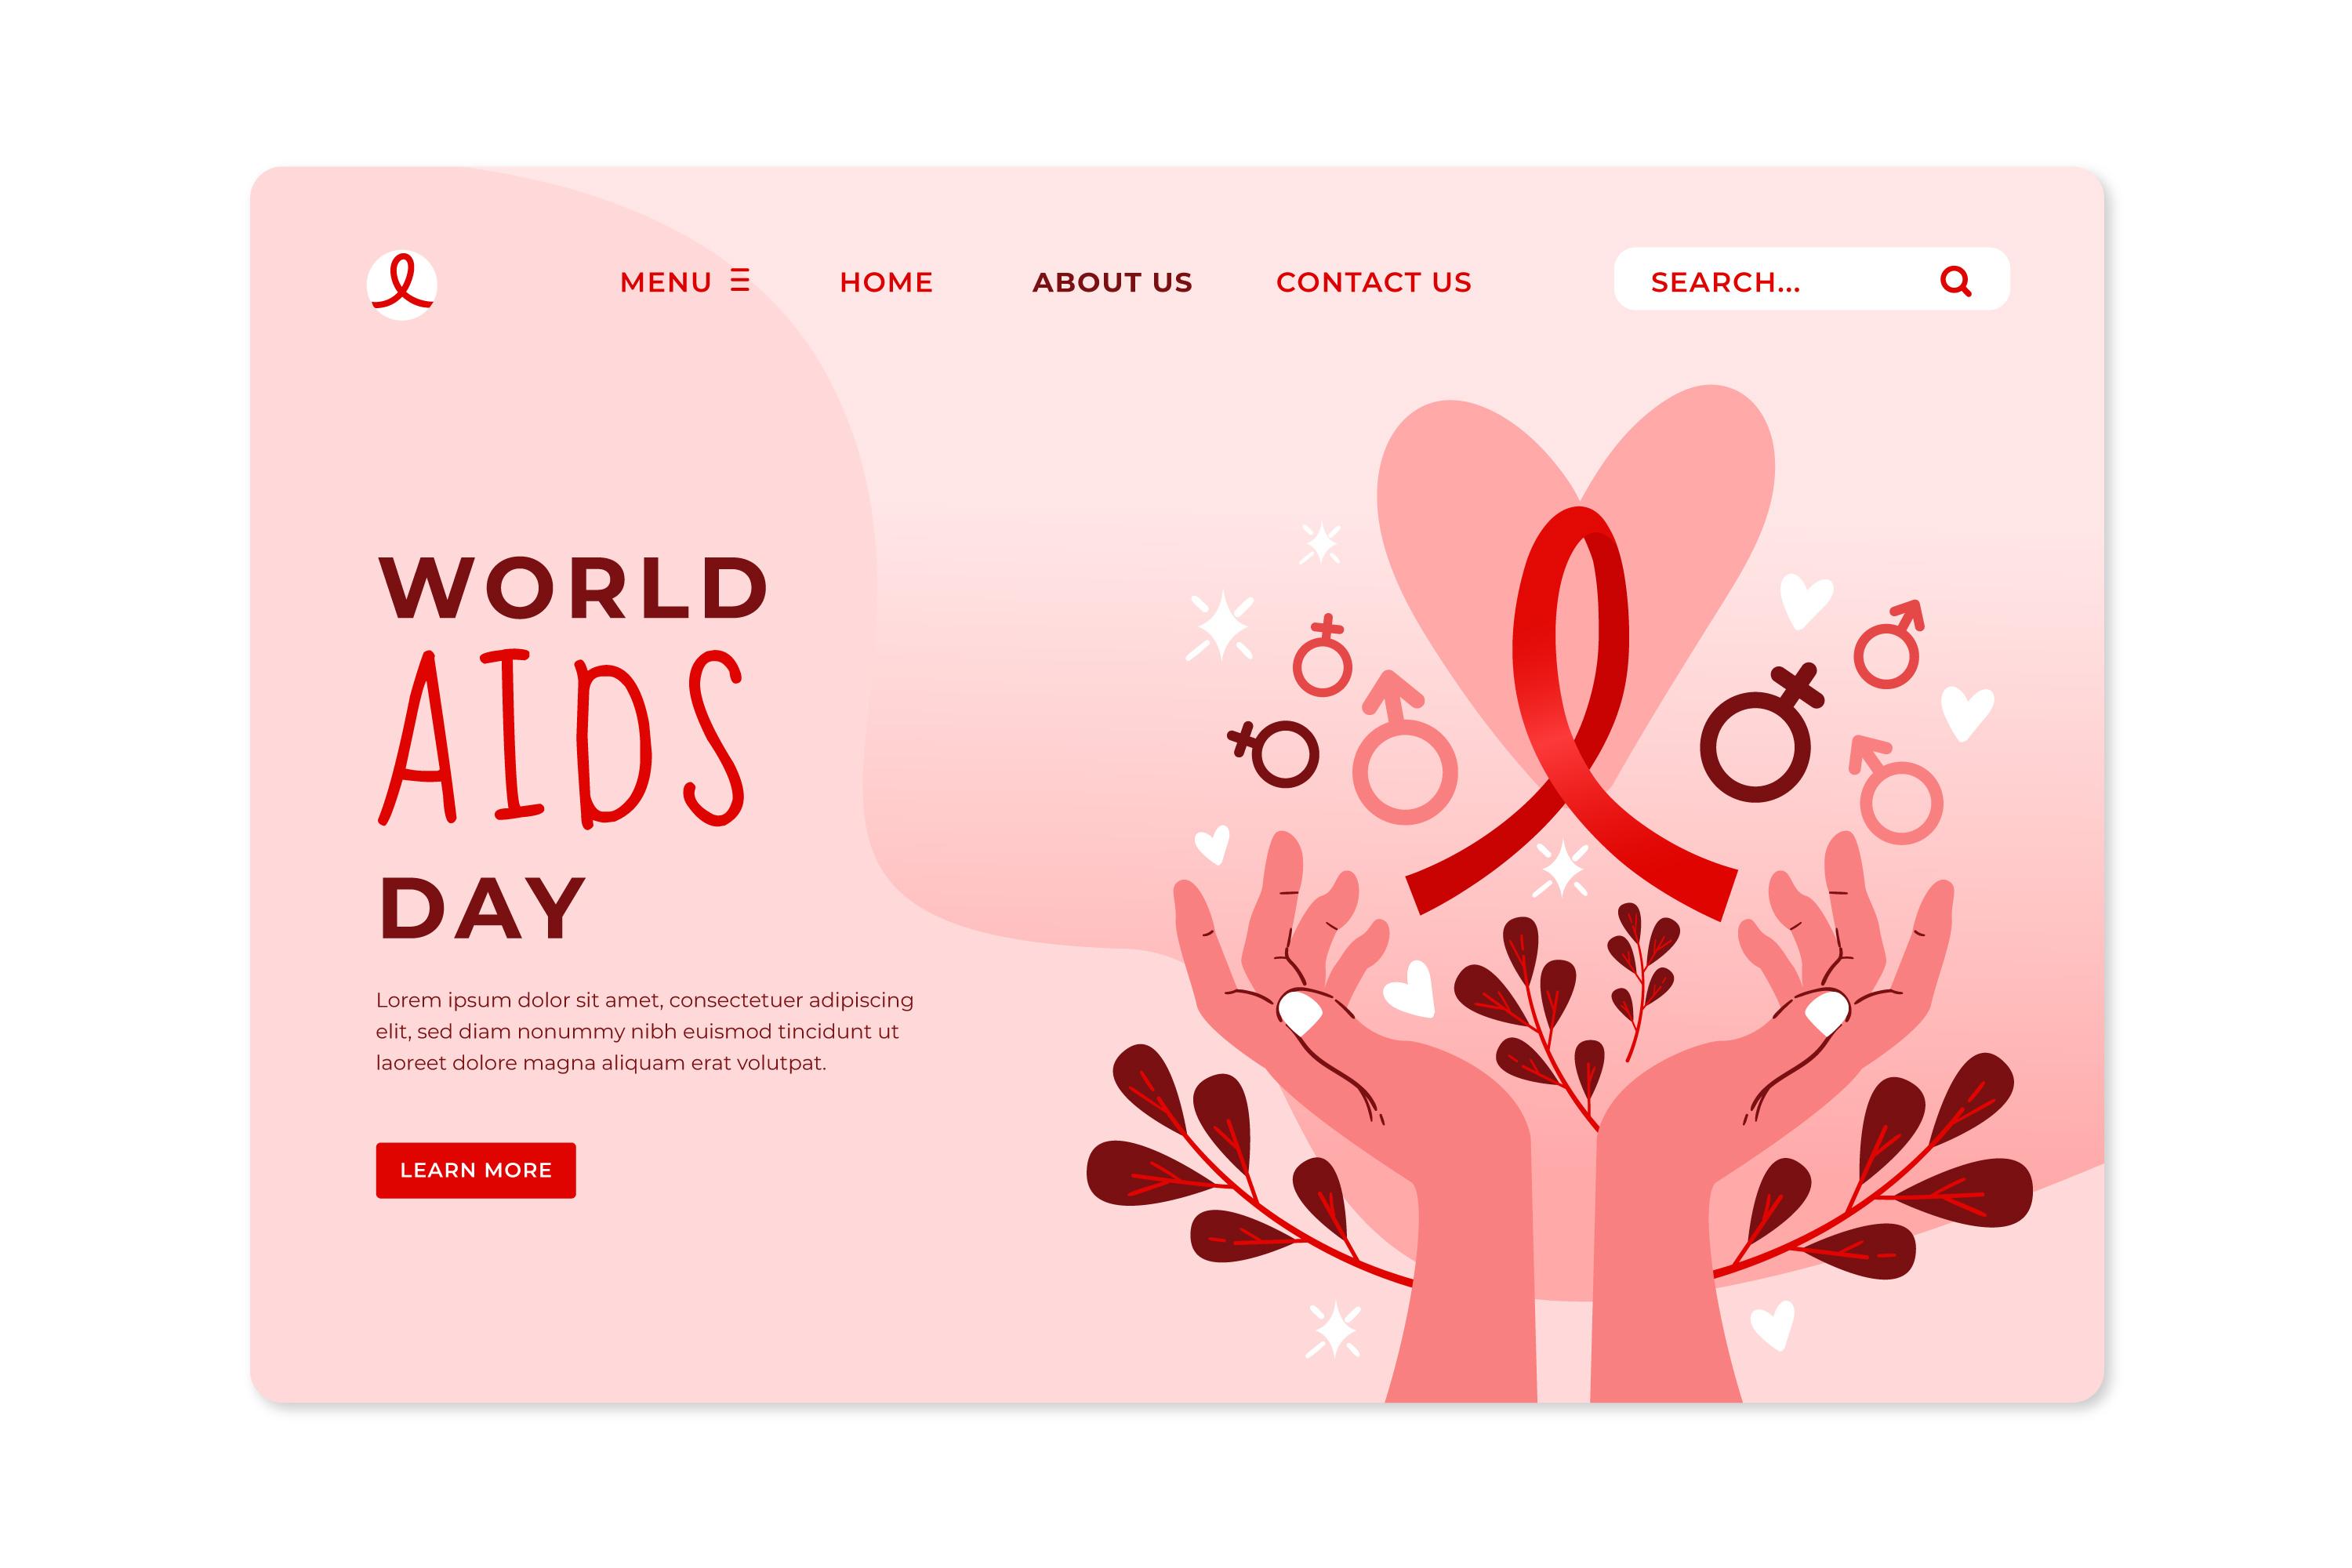 MENU
HOME
ABOUT US
CONTACT US
SEARCH...
WORLD
AIDS
DAY
Lorem ipsum dolor sit amet, consectetuer adipiscing
elit, sed diam nonummy nibh euismod tincidunt ut
laoreet dolore magna aliquam erat volutpat.
LEARN MORE